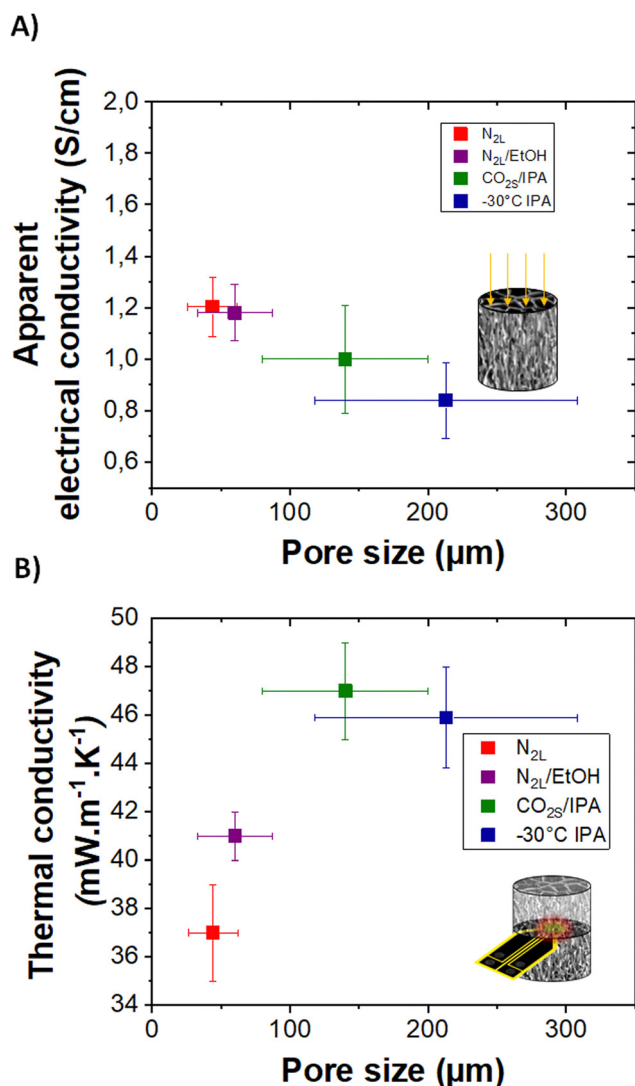 A)
Apparent
electrical conductivity (S/cm)
2,0
1,8
1,6
1,4
1,2
1,0
0,8
0,6
N₂L
N₂L/EtOH
CO₂S/IPA
-30°C IPA
0
100
200
300
Pore size (µm)
B)
Thermal conductivity
(mW.m⁻¹.K⁻¹)
50
48
46
44
42
40
38
36
34
N₂L
N₂L/EtOH
CO₂S/IPA
-30°C IPA
0
100
200
300
Pore size (µm)